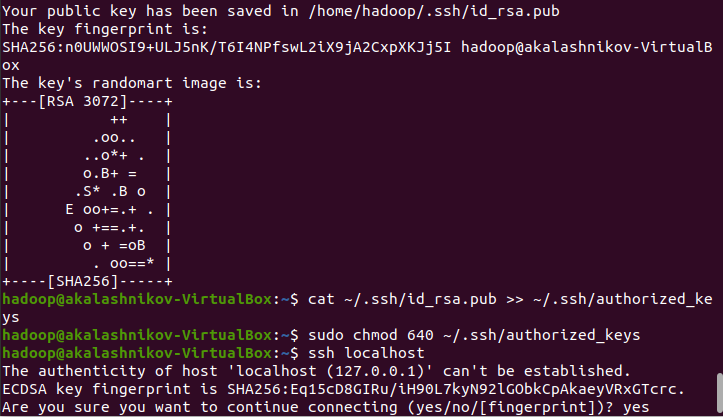 Your public key has been saved in /home/hadoop/.ssh/id_rsa.pub
The key fingerprint is:
SHA256:n0UWWOSI9+ULJ5nK/T6I4NPfswL2iX9jA2CxpXKJj5I hadoop@akalashnikov-VirtualB
ox
The key's randomart image is:
+---[RSA 3072]----+
|            ++    |
|          .oo..   |
|         ..o*+ .  |
|         o.B+ =   |
|        .S* .B o  |
|       E oo+=.+ . |
|        o +==.+.  |
|         o + =oB  |
|          . oo==* |
+----[SHA256]-----+
hadoop@akalashnikov-VirtualBox:~$ cat ~/.ssh/id_rsa.pub >> ~/.ssh/authorized_ke
ys
hadoop@akalashnikov-VirtualBox:~$ sudo chmod 640 ~/.ssh/authorized_keys
hadoop@akalashnikov-VirtualBox:~$ ssh localhost
The authenticity of host 'localhost (127.0.0.1)' can't be established.
ECDSA key fingerprint is SHA256:Eq15cD8GIRu/iH90L7kyN92lGObkCpAkaeyVRxGTcrc.
Are you sure you want to continue connecting (yes/no/[fingerprint])? yes